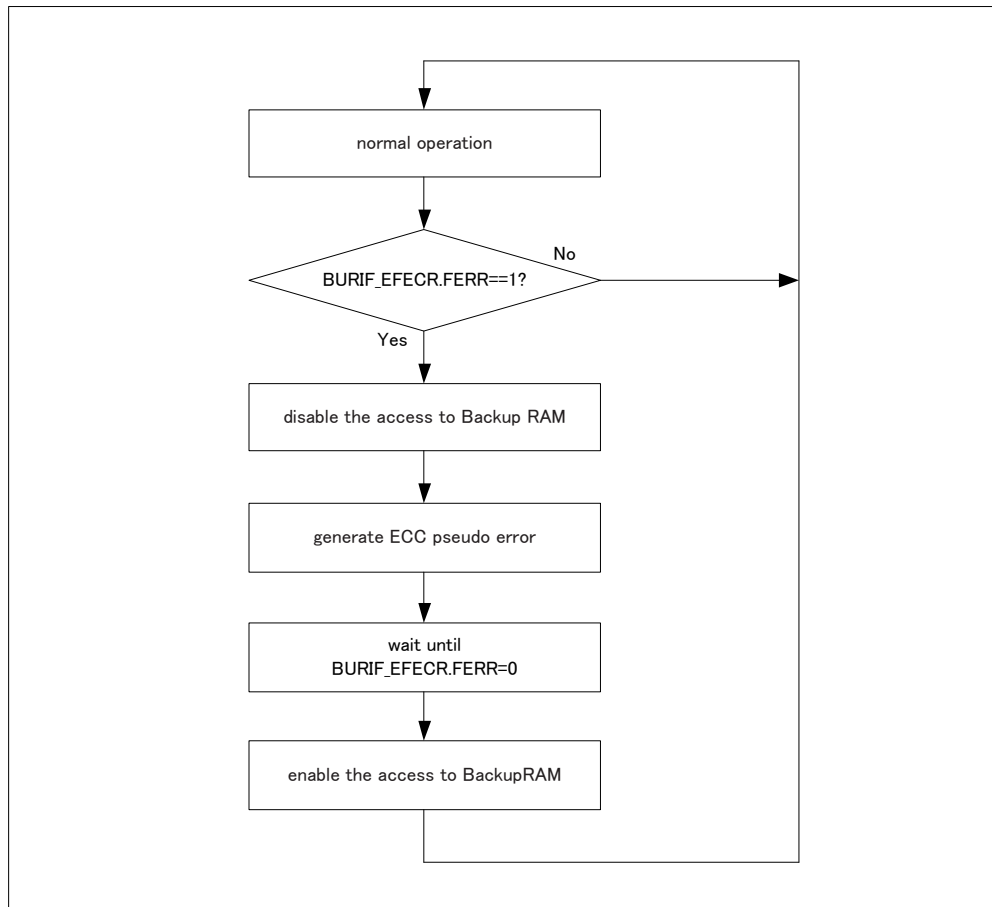 normal operation
No
BURIF_EFECR.FERR==1?
Yes
disable the access to Backup RAM
generate ECC pseudo error
wait until
BURIF_EFECR.FERR=0
enable the access to BackupRAM